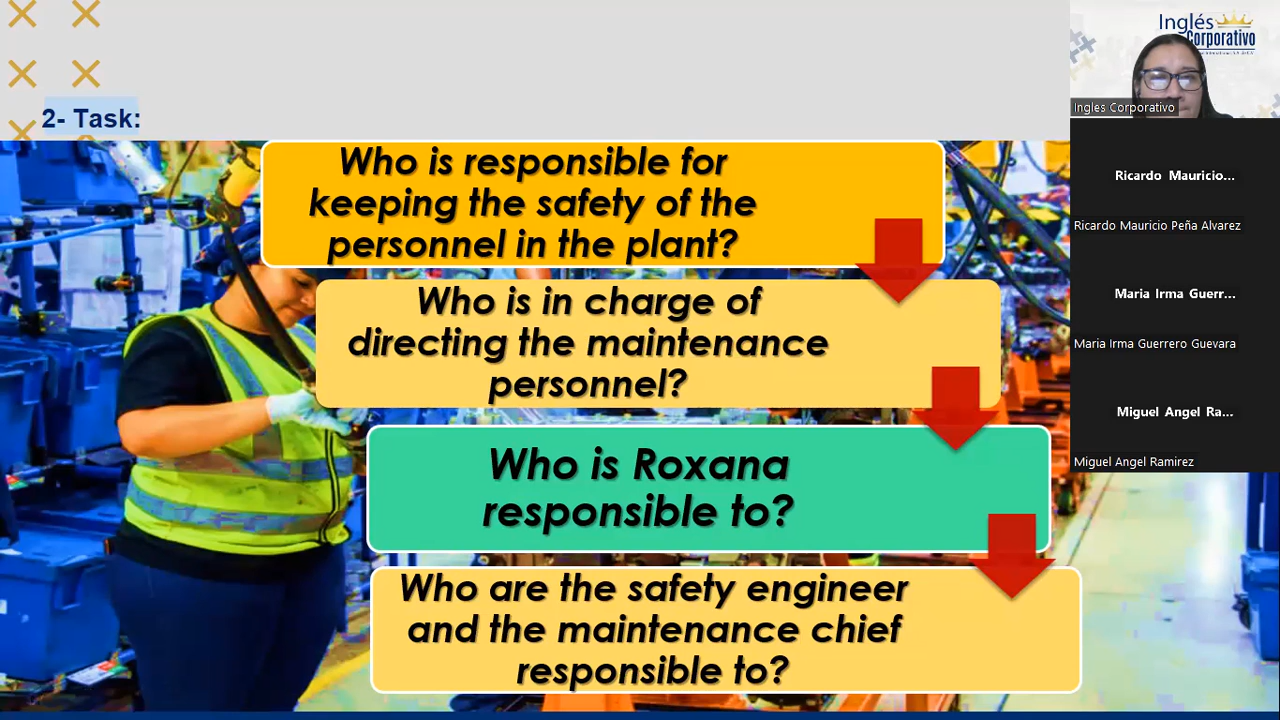 2- Task:
Who is responsible for
keeping the safety of the
personnel in the plant?
Who is in charge of
directing the maintenance
personnel?
Who is Roxana
responsible to?
Who are the safety engineer
and the maintenance chief
responsible to?
Inglés
Corporativo
Ingles Corporativo
Ricardo Mauricio...
Ricardo Mauricio Peña Alvarez
Maria Irma Guerr...
Maria Irma Guerrero Guevara
Miguel Angel Ra...
Miguel Angel Ramirez